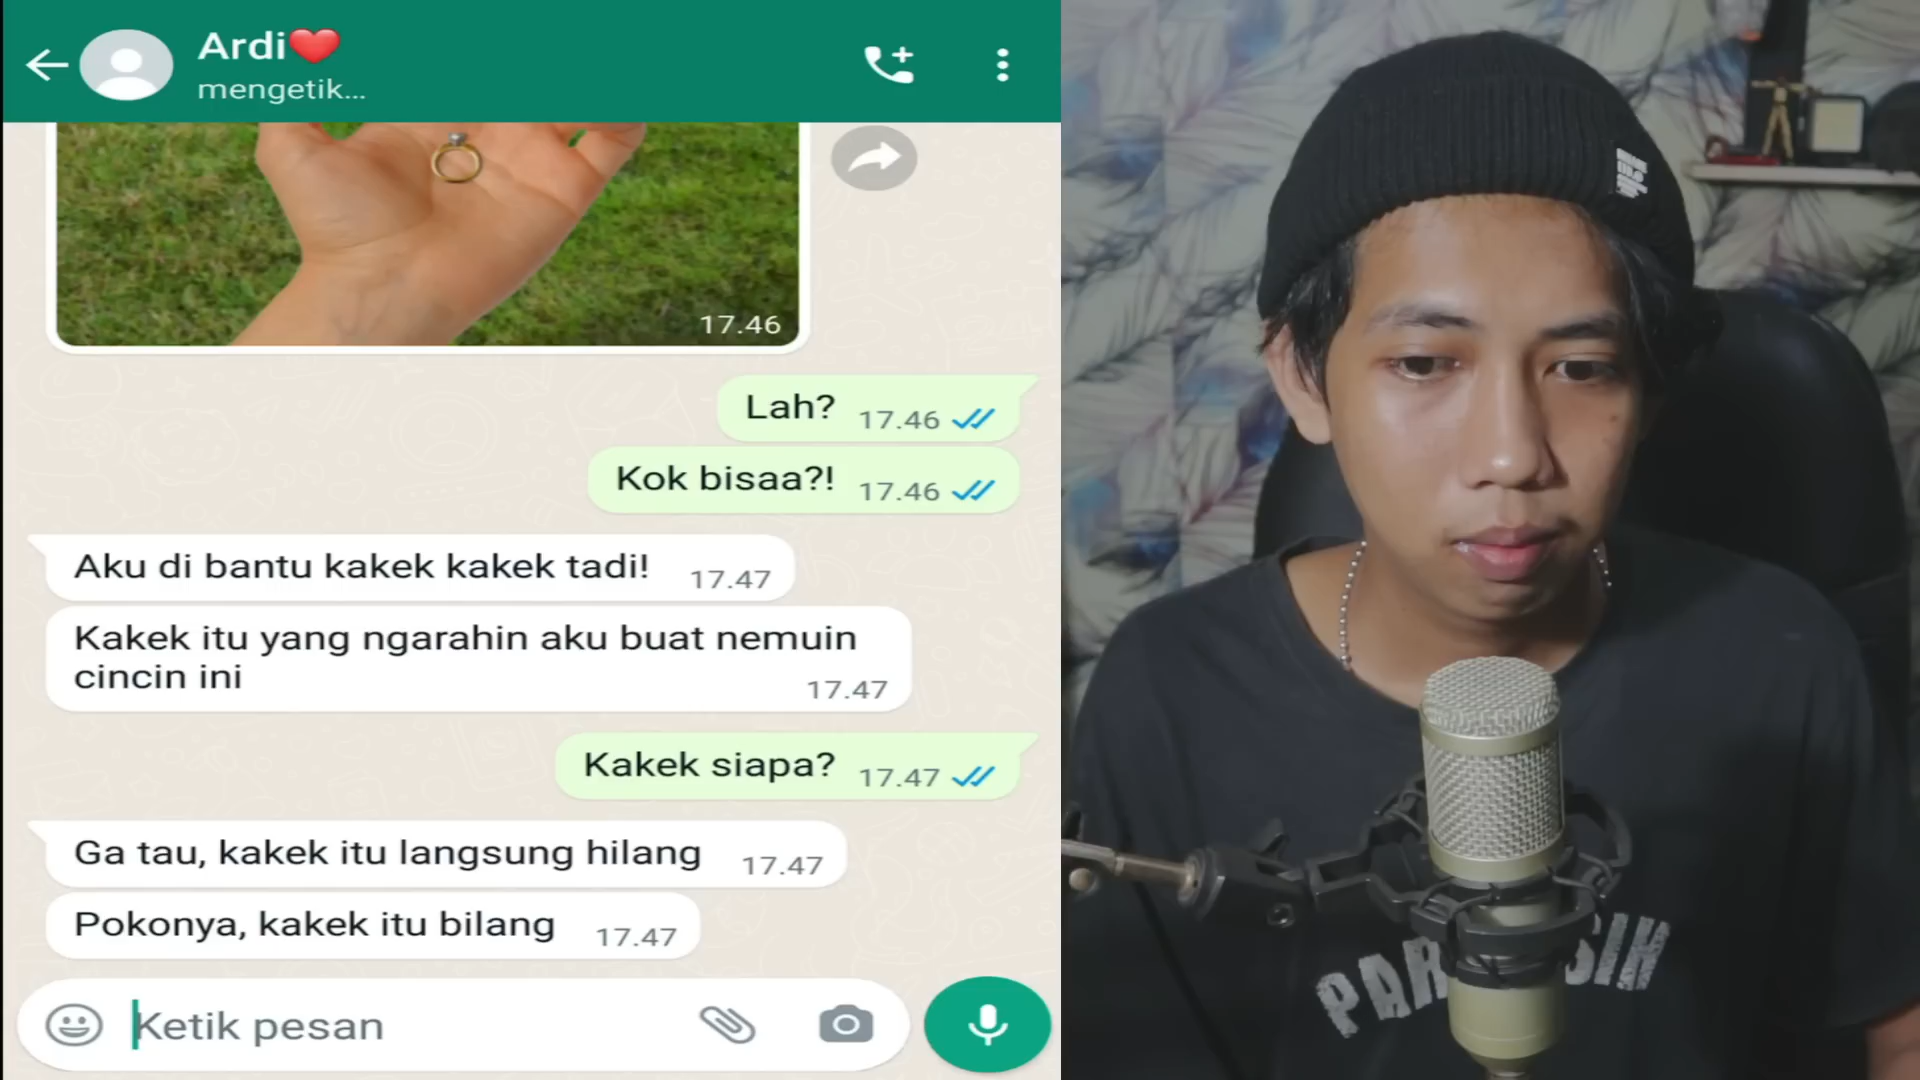 Ardi❤️
mengetik...
17.46
Lah? 17.46
Kok bisaa?! 17.46
Aku di bantu kakek kakek tadi! 17.47
Kakek itu yang ngarahin aku buat nemuin
cincin ini 17.47
Kakek siapa? 17.47
Ga tau, kakek itu langsung hilang 17.47
Pokonya, kakek itu bilang 17.47
Ketik pesan